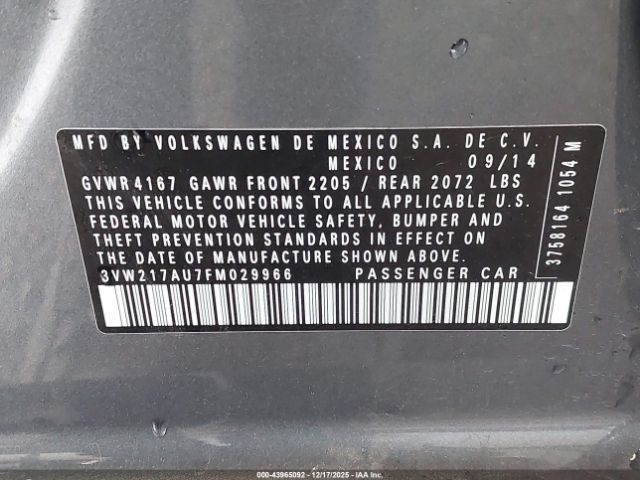 MFD BY VOLKSWAGEN DE MEXICO S.A. DE C.V.
MEXICO 09/14
GVWR 4167 GAWR FRONT 2205 / REAR 2072 LBS
THIS VEHICLE CONFORMS TO ALL APPLICABLE U.S.
FEDERAL MOTOR VEHICLE SAFETY, BUMPER AND
THEFT PREVENTION STANDARDS IN EFFECT ON
THE DATE OF MANUFACTURE SHOWN ABOVE.
3VW217AU7FM029966 PASSENGER CAR
3758164 1054 M
000-43965092 | 12/17/2025 | IAA, Inc.